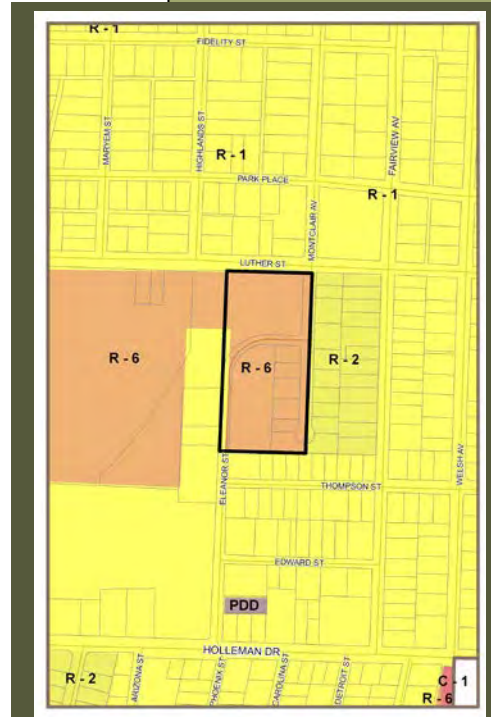 R - 1
FIDELITY ST
MARYEM ST
HIGHLANDS ST
R - 1
FAIRVIEW AV
PARK PLACE
R - 1
MONTCLAIR AV
LUTHER ST
R - 6
R - 6
R - 2
ELEANOR ST
WELSH AV
THOMPSON ST
EDWARD ST
PDD
HOLLEMAN DR
R - 2
ARIZONA ST
PHOENIX ST
CAROLINA ST
DETROIT ST
C - 1
R - 6